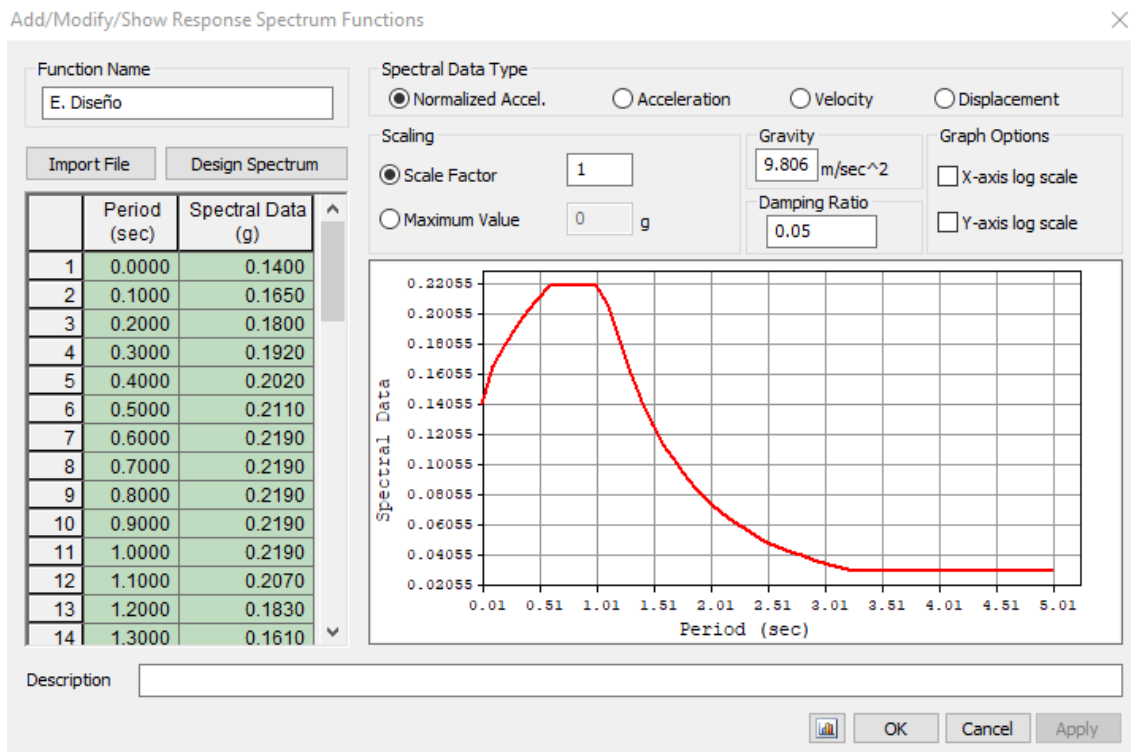 Add/Modify/Show Response Spectrum Functions
Function Name
E. Diseño
Import File
Design Spectrum
Period (sec) Spectral Data (g)
1 0.0000 0.1400
2 0.1000 0.1650
3 0.2000 0.1800
4 0.3000 0.1920
5 0.4000 0.2020
6 0.5000 0.2110
7 0.6000 0.2190
8 0.7000 0.2190
9 0.8000 0.2190
10 0.9000 0.2190
11 1.0000 0.2190
12 1.1000 0.2070
13 1.2000 0.1830
14 1.3000 0.1610
Spectral Data Type
Normalized Accel. Acceleration Velocity Displacement
Scaling
Scale Factor 1
Maximum Value 0 g
Gravity
9.806 m/sec^2
Damping Ratio
0.05
Graph Options
X-axis log scale
Y-axis log scale
Spectral Data
0.22055
0.20055
0.18055
0.16055
0.14055
0.12055
0.10055
0.08055
0.06055
0.04055
0.02055
0.01 0.51 1.01 1.51 2.01 2.51 3.01 3.51 4.01 4.51 5.01
Period (sec)
Description
OK Cancel Apply